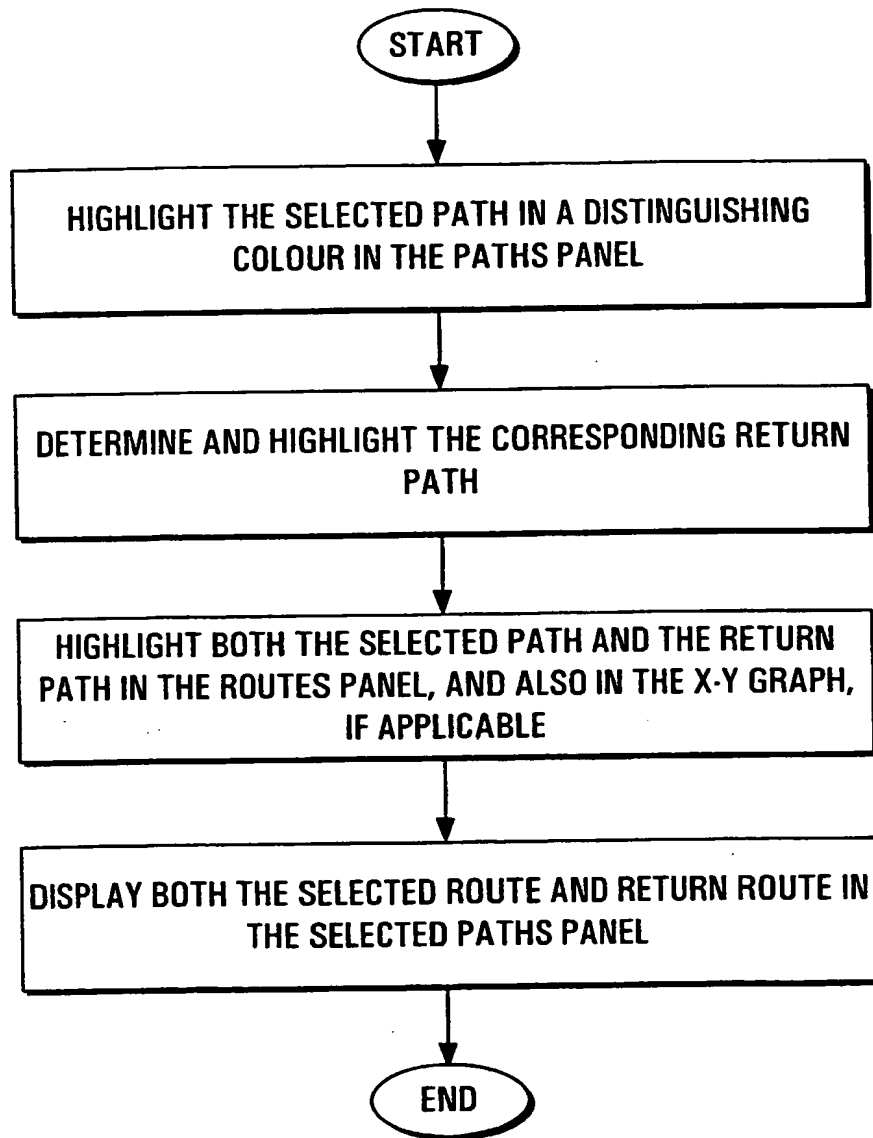 START
HIGHLIGHT THE SELECTED PATH IN A DISTINGUISHING
COLOUR IN THE PATHS PANEL
DETERMINE AND HIGHLIGHT THE CORRESPONDING RETURN
PATH
HIGHLIGHT BOTH THE SELECTED PATH AND THE RETURN
PATH IN THE ROUTES PANEL, AND ALSO IN THE X-Y GRAPH,
IF APPLICABLE
DISPLAY BOTH THE SELECTED ROUTE AND RETURN ROUTE IN
THE SELECTED PATHS PANEL
END